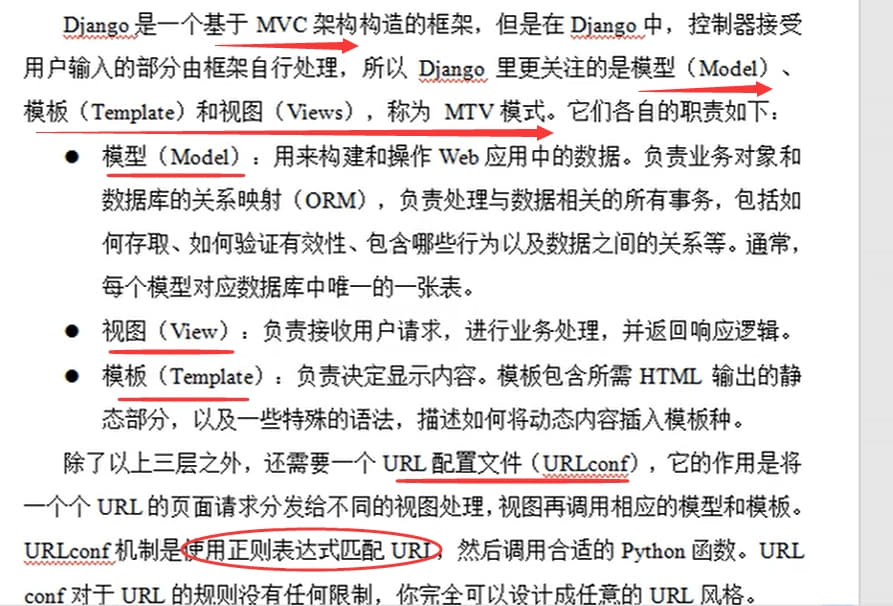 Django 是一个基于 MVC 架构构造的框架，但是在 Django 中，控制器接受
用户输入的部分由框架自行处理，所以 Django 里更关注的是模型（Model）、
模板（Template）和视图（Views），称为 MTV 模式。它们各自的职责如下：
● 模型（Model）：用来构建和操作 Web 应用中的数据。负责业务对象和
数据库的关系映射（ORM），负责处理与数据相关的所有事务，包括如
何存取、如何验证有效性、包含哪些行为以及数据之间的关系等。通常，
每个模型对应数据库中唯一的一张表。
● 视图（View）：负责接收用户请求，进行业务处理，并返回响应逻辑。
● 模板（Template）：负责决定显示内容。模板包含所需 HTML 输出的静
态部分，以及一些特殊的语法，描述如何将动态内容插入模板种。
除了以上三层之外，还需要一个 URL 配置文件（URLconf），它的作用是将
一个个 URL 的页面请求分发给不同的视图处理，视图再调用相应的模型和模板。
URLconf 机制是使用正则表达式匹配 URL，然后调用合适的 Python 函数。URL
conf 对于 URL 的规则没有任何限制，你完全可以设计成任意的 URL 风格。